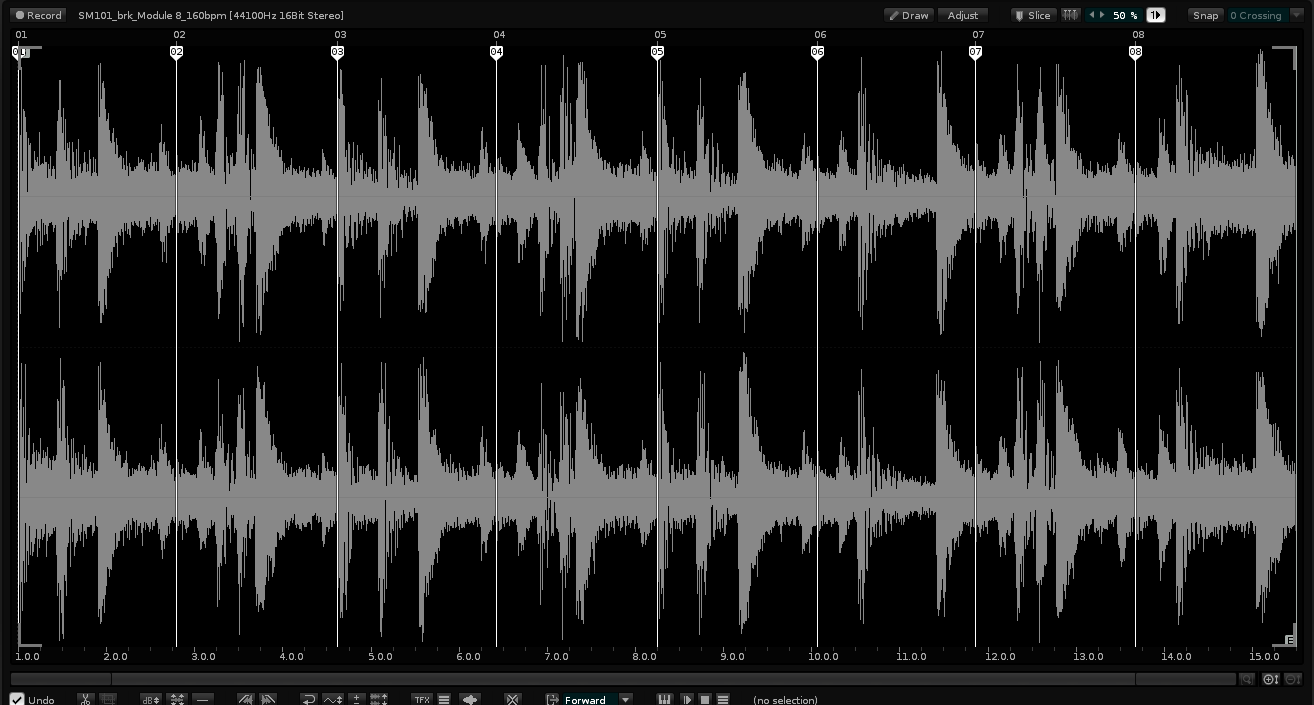 Record SM101_brk_Module 8_160bpm [44100Hz 16Bit Stereo] Draw Adjust Slice 50 % Snap 0 Crossing
01 02 03 04 05 06 07 08
02 03 04 05 06 07 08
E
1.0.0 2.0.0 3.0.0 4.0.0 5.0.0 6.0.0 7.0.0 8.0.0 9.0.0 10.0.0 11.0.0 12.0.0 13.0.0 14.0.0 15.0.0
Undo dB TFX Forward (no selection)